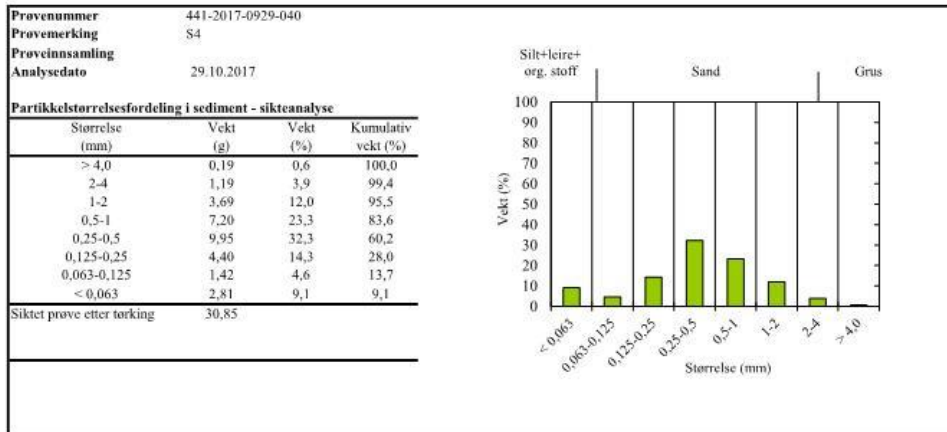 Prøvenummer 441-2017-0929-040
Prøvemerking S4
Prøveinnsamling
Analysedato 29.10.2017
Partikkelstørrelsesfordeling i sediment - sikteanalyse
Størrelse Vekt Vekt Kumulativ
(mm) (g) (%) vekt (%)
> 4,0 0,19 0,6 100,0
2-4 1,19 3,9 99,4
1-2 3,69 12,0 95,5
0,5-1 7,20 23,3 83,6
0,25-0,5 9,95 32,3 60,2
0,125-0,25 4,40 14,3 28,0
0,063-0,125 1,42 4,6 13,7
< 0,063 2,81 9,1 9,1
Siktet prøve etter tørking 30,85
Silt+leire+
org. stoff Sand Grus
100
90
80
70
60
50
40
30
20
10
0
Vekt (%)
< 0,063 0,063-0,125 0,125-0,25 0,25-0,5 0,5-1 1-2 2-4 > 4,0
Størrelse (mm)